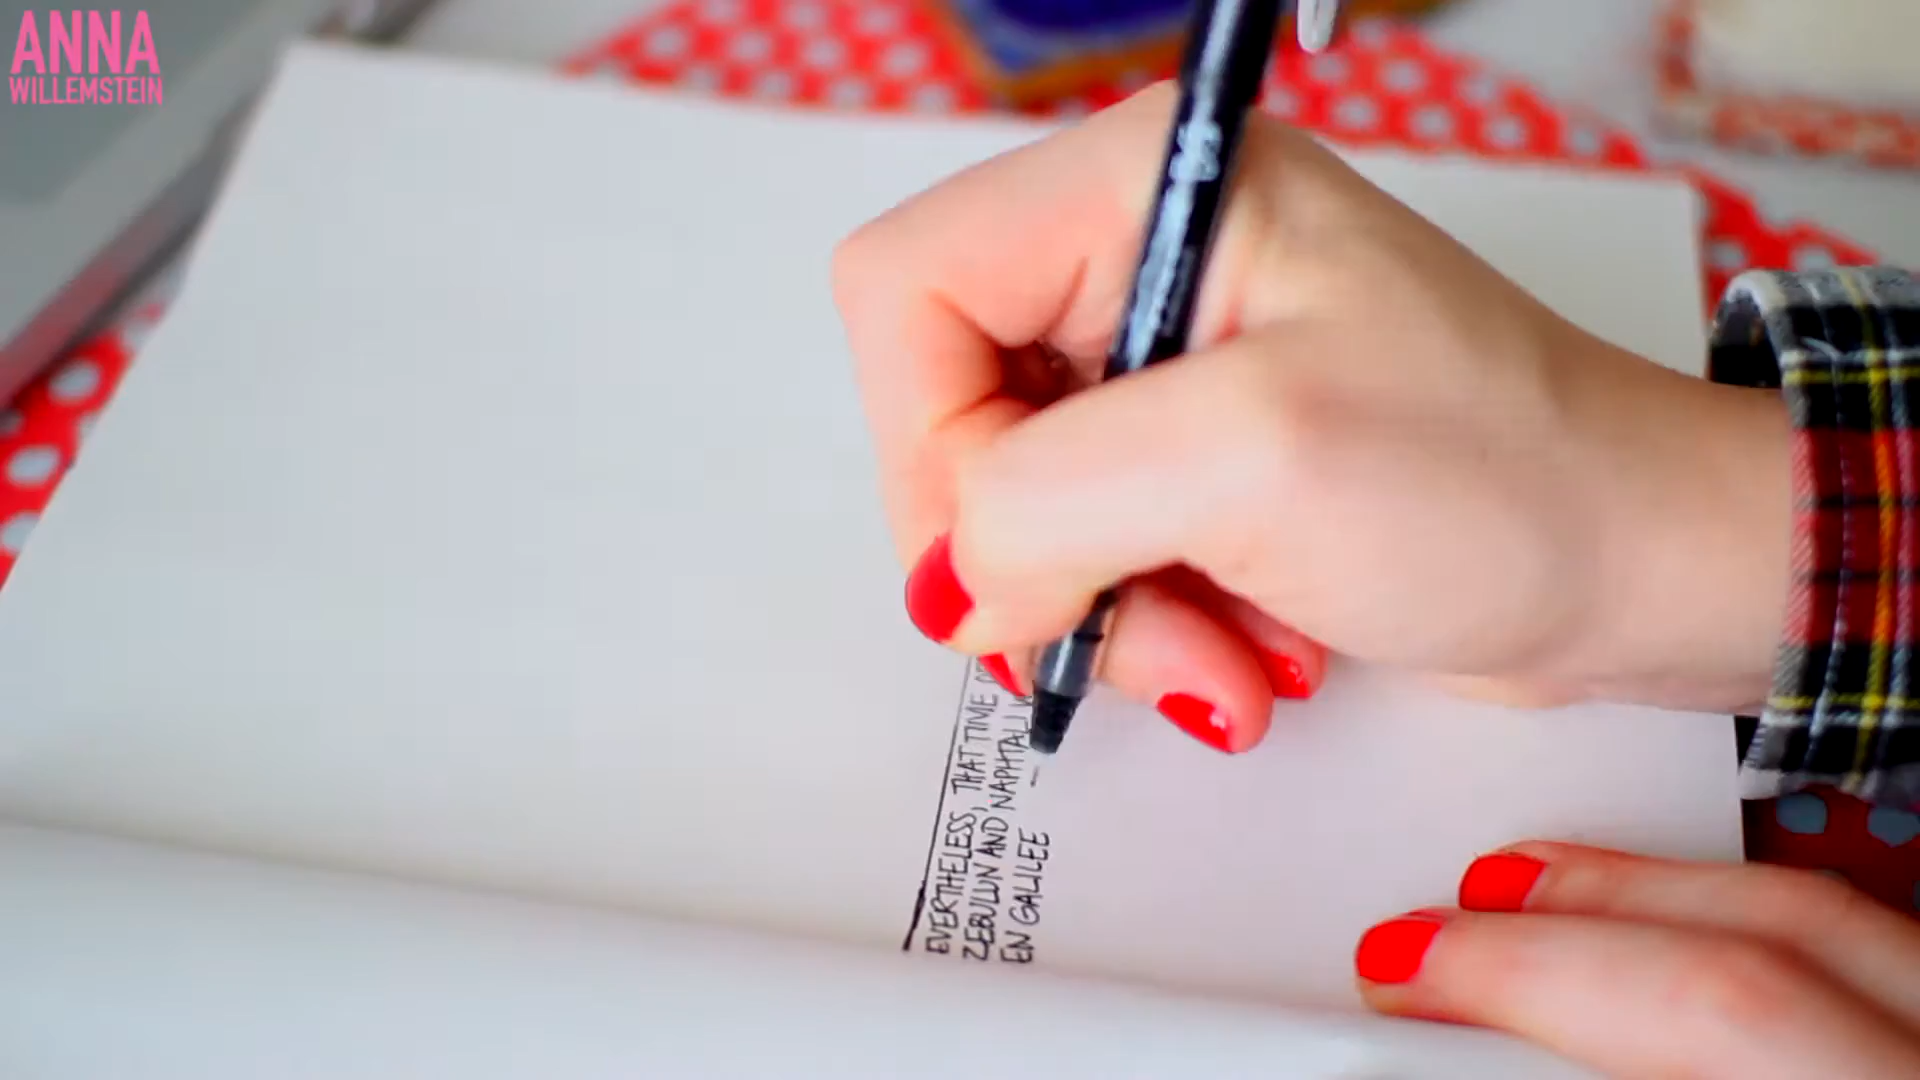 ANNA
WILLEMSTEIN
EVERTHELESS, THAT TIME
ZEBULUN AND NAPHTALI
EN GALILEE